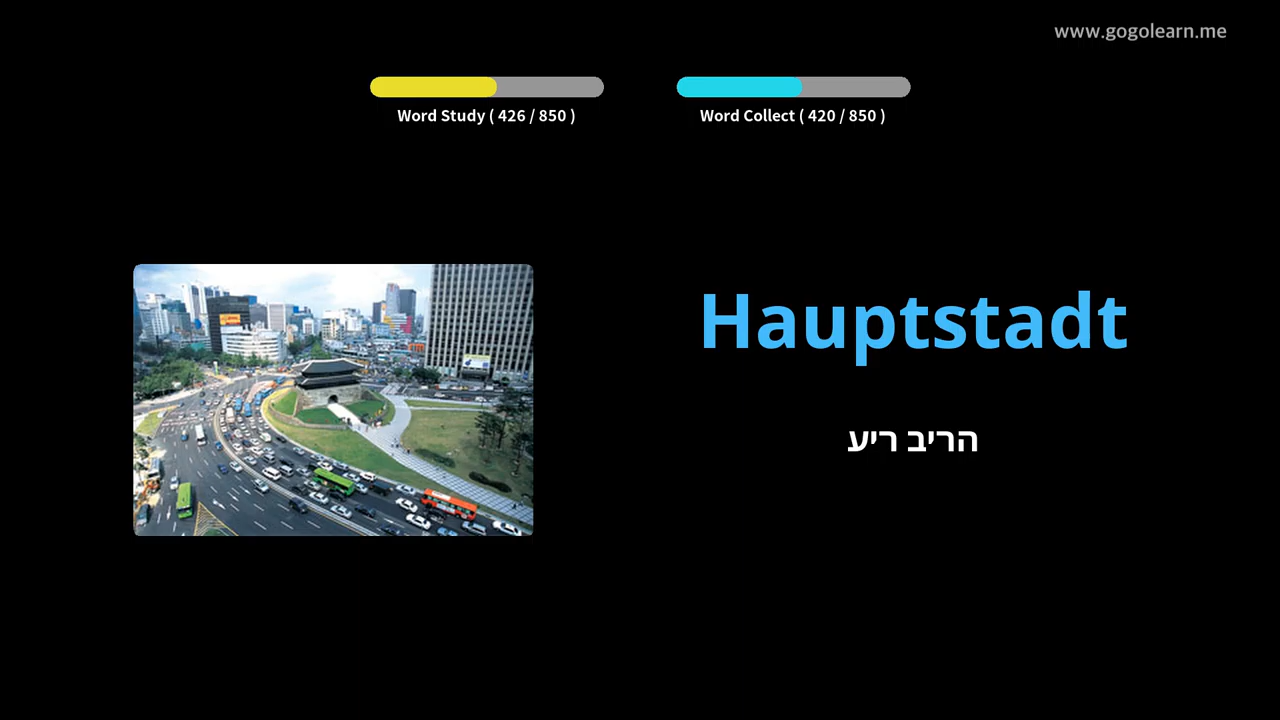 www.gogolearn.me
Word Study ( 426 / 850 )
Word Collect ( 420 / 850 )
Hauptstadt
הריב ריע